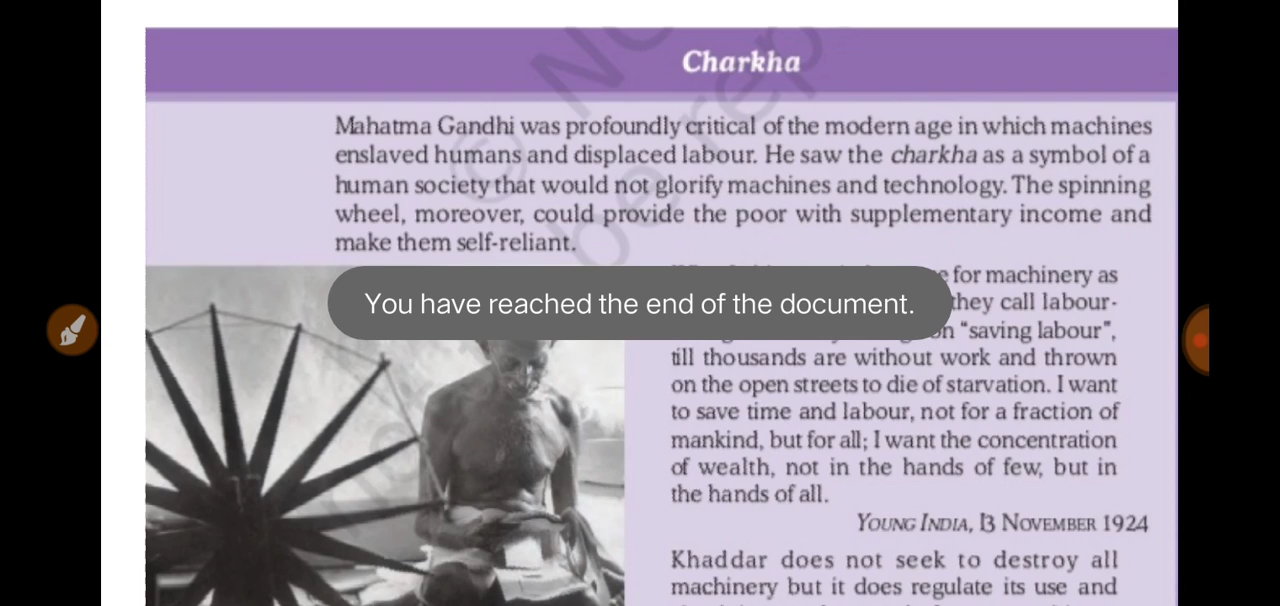 Charkha
Mahatma Gandhi was profoundly critical of the modern age in which machines
enslaved humans and displaced labour. He saw the charkha as a symbol of a
human society that would not glorify machines and technology. The spinning
wheel, moreover, could provide the poor with supplementary income and
make them self-reliant.
for machinery as
You have reached the end of the document.
they call labour-
"saving labour",
till thousands are without work and thrown
on the open streets to die of starvation. I want
to save time and labour, not for a fraction of
mankind, but for all; I want the concentration
of wealth, not in the hands of few, but in
the hands of all.
YOUNG INDIA, 13 NOVEMBER 1924
Khaddar does not seek to destroy all
machinery but it does regulate its use and